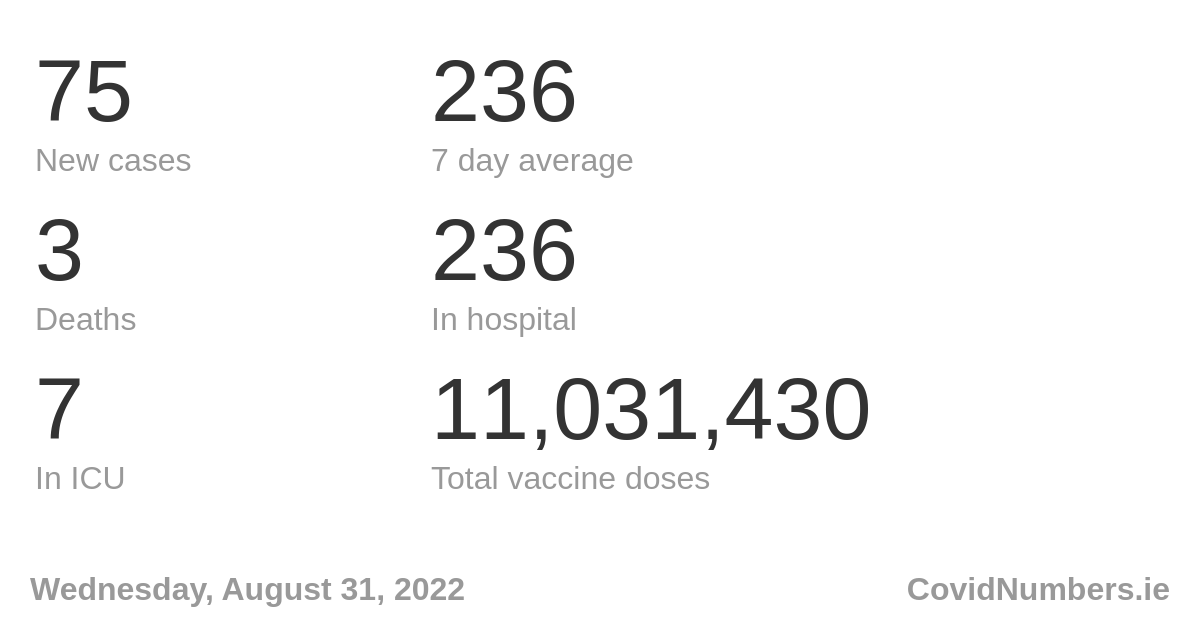 75
236
New cases
7 day average
3
236
Deaths
In hospital
7
11,031,430
In ICU
Total vaccine doses
Wednesday, August 31, 2022
CovidNumbers.ie